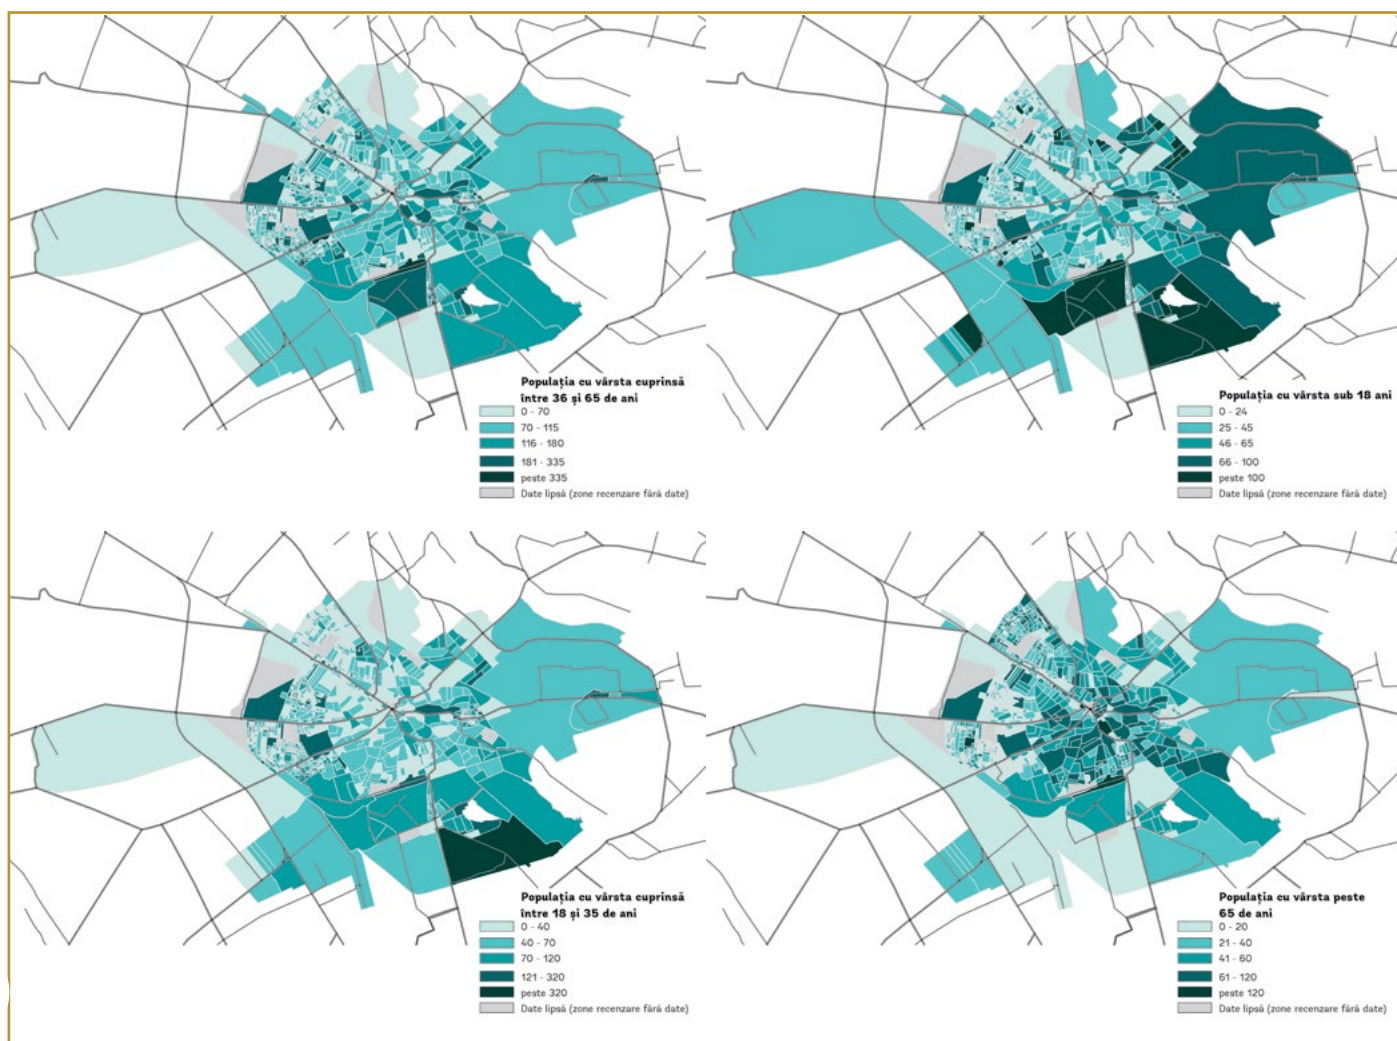 Populația cu vârsta cuprinsă
între 36 și 65 de ani
0 - 70
70 - 115
116 - 180
181 - 335
peste 335
Date lipsă (zone recenzare fără date)
Populația cu vârsta sub 18 ani
0 - 24
25 - 45
46 - 65
66 - 100
peste 100
Date lipsă (zone recenzare fără date)
Populația cu vârsta cuprinsă
între 18 și 35 de ani
0 - 40
40 - 70
70 - 120
121 - 320
peste 320
Date lipsă (zone recenzare fără date)
Populația cu vârsta peste
65 de ani
0 - 20
21 - 40
41 - 60
61 - 120
peste 120
Date lipsă (zone recenzare fără date)